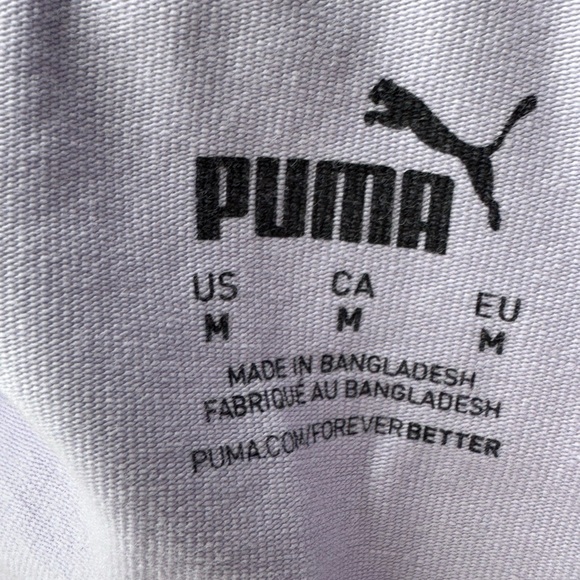 PUMA
US CA EU
M M M
MADE IN BANGLADESH
FABRIQUÉ AU BANGLADESH
PUMA.COM/FOREVERBETTER